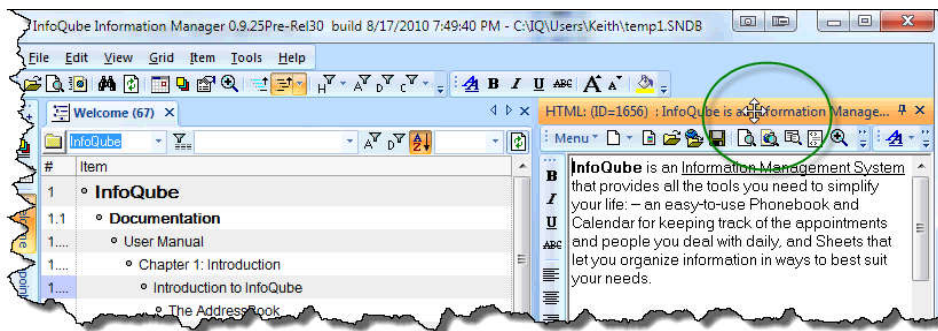 InfoQube Information Manager 0.9.25Pre-Rel30 build 8/17/2010 7:49:40 PM - C:\IQ\Users\Keith\temp1.SNDB
File Edit View Grid Item Tools Help
H Y A Y D Y C Y A B I U ABC A A
Welcome (67)
HTML: (ID=1656) : InfoQube is an Information Manage...
InfoQube
A Y D Y A Z
Menu
A
# Item
1 InfoQube
1.1 Documentation
1.... User Manual
1.... Chapter 1: Introduction
1.... Introduction to InfoQube
The AddressBook
B
I
U
ABC
InfoQube is an Information Management System
that provides all the tools you need to simplify
your life: – an easy-to-use Phonebook and
Calendar for keeping track of the appointments
and people you deal with daily, and Sheets that
let you organize information in ways to best suit
your needs.